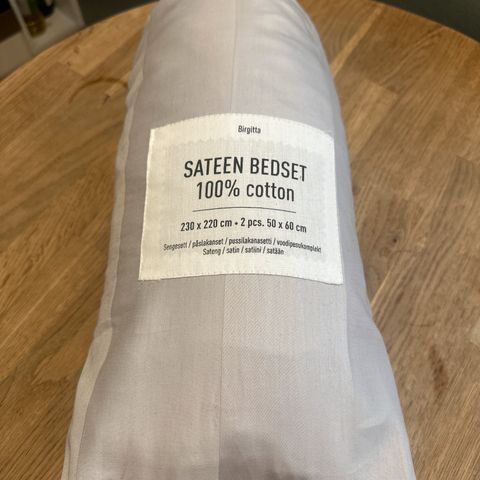 Birgitta
SATEEN BEDSET
100% cotton
230 x 220 cm • 2 pcs. 50 x 60 cm
Sengesett / påslakanset / pussilakanasetti / voodipesukomplekt
Sateng / satin / satiini / satään